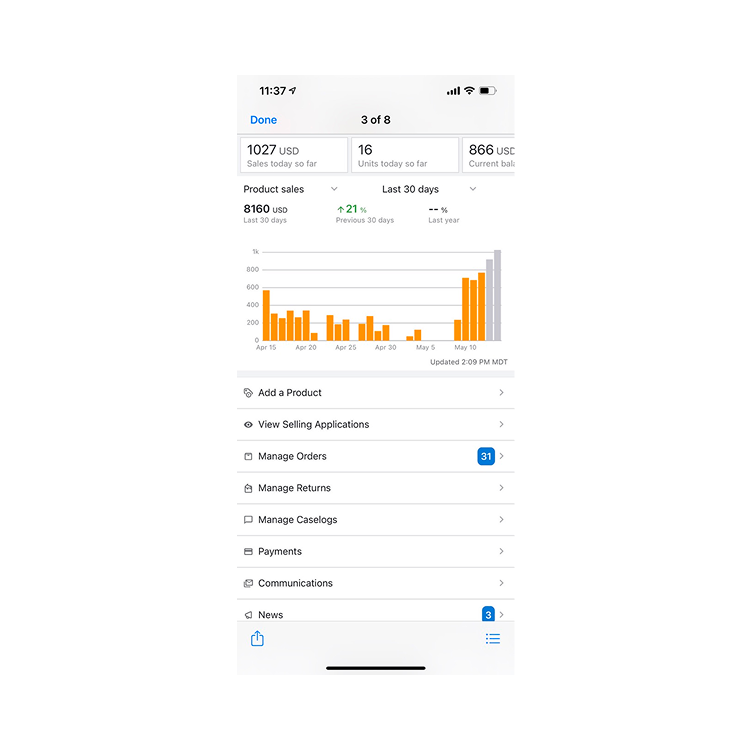 11:37
Done 3 of 8
1027 USD 16 866 USD
Sales today so far Units today so far Current bal
Product sales Last 30 days
8160 USD 21 % -- %
Last 30 days Previous 30 days Last year
1k
800
600
400
200
0
Apr 15 Apr 20 Apr 25 Apr 30 May 5 May 10
Updated 2:09 PM MDT
Add a Product
View Selling Applications
Manage Orders 31
Manage Returns
Manage Caselogs
Payments
Communications
News 3